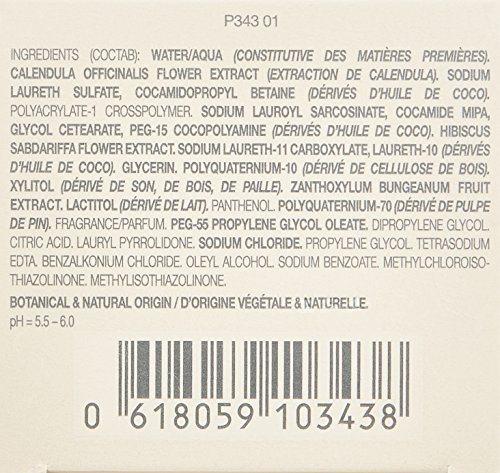 P343 01
INGREDIENTS (COCTAB): WATER/AQUA (CONSTITUTIVE DES MATIÈRES PREMIÈRES).
CALENDULA OFFICINALIS FLOWER EXTRACT (EXTRACTION DE CALENDULA). SODIUM
LAURETH SULFATE, COCAMIDOPROPYL BETAINE (DÉRIVÉS D'HUILE DE COCO).
POLYACRYLATE-1 CROSSPOLYMER. SODIUM LAUROYL SARCOSINATE, COCAMIDE MIPA,
GLYCOL CETEARATE, PEG-15 COCOPOLYAMINE (DÉRIVÉS D'HUILE DE COCO). HIBISCUS
SABDARIFFA FLOWER EXTRACT. SODIUM LAURETH-11 CARBOXYLATE, LAURETH-10 (DÉRIVÉS
D'HUILE DE COCO). GLYCERIN. POLYQUATERNIUM-10 (DÉRIVÉ DE CELLULOSE DE BOIS).
XYLITOL (DÉRIVÉ DE SON, DE BOIS, DE PAILLE). ZANTHOXYLUM BUNGEANUM FRUIT
EXTRACT. LACTITOL (DÉRIVÉ DE LAIT). PANTHENOL. POLYQUATERNIUM-70 (DÉRIVÉ DE PULPE
DE PIN). FRAGRANCE/PARFUM. PEG-55 PROPYLENE GLYCOL OLEATE. DIPROPYLENE GLYCOL.
CITRIC ACID. LAURYL PYRROLIDONE. SODIUM CHLORIDE. PROPYLENE GLYCOL. TETRASODIUM
EDTA. BENZALKONIUM CHLORIDE. OLEYL ALCOHOL. SODIUM BENZOATE. METHYLCHLOROISO-
THIAZOLINONE. METHYLISOTHIAZOLINONE.
BOTANICAL & NATURAL ORIGIN / D'ORIGINE VÉGÉTALE & NATURELLE.
pH = 5.5 – 6.0
0 618059 103438